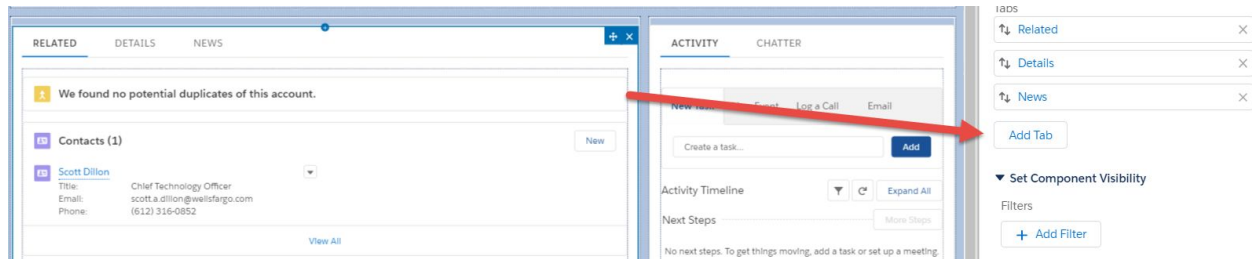 RELATED DETAILS NEWS
We found no potential duplicates of this account.
Contacts (1)
New
Scott Dillon
Title: Chief Technology Officer
Email: scott.a.dillon@wellsfargo.com
Phone: (612) 316-0852
View All
ACTIVITY CHATTER
New Log a Call Email
Create a task...
Add
Activity Timeline
Expand All
Next Steps
More Steps
No next steps. To get things moving, add a task or set up a meeting.
Tabs
Related
Details
News
Add Tab
Set Component Visibility
Filters
+ Add Filter